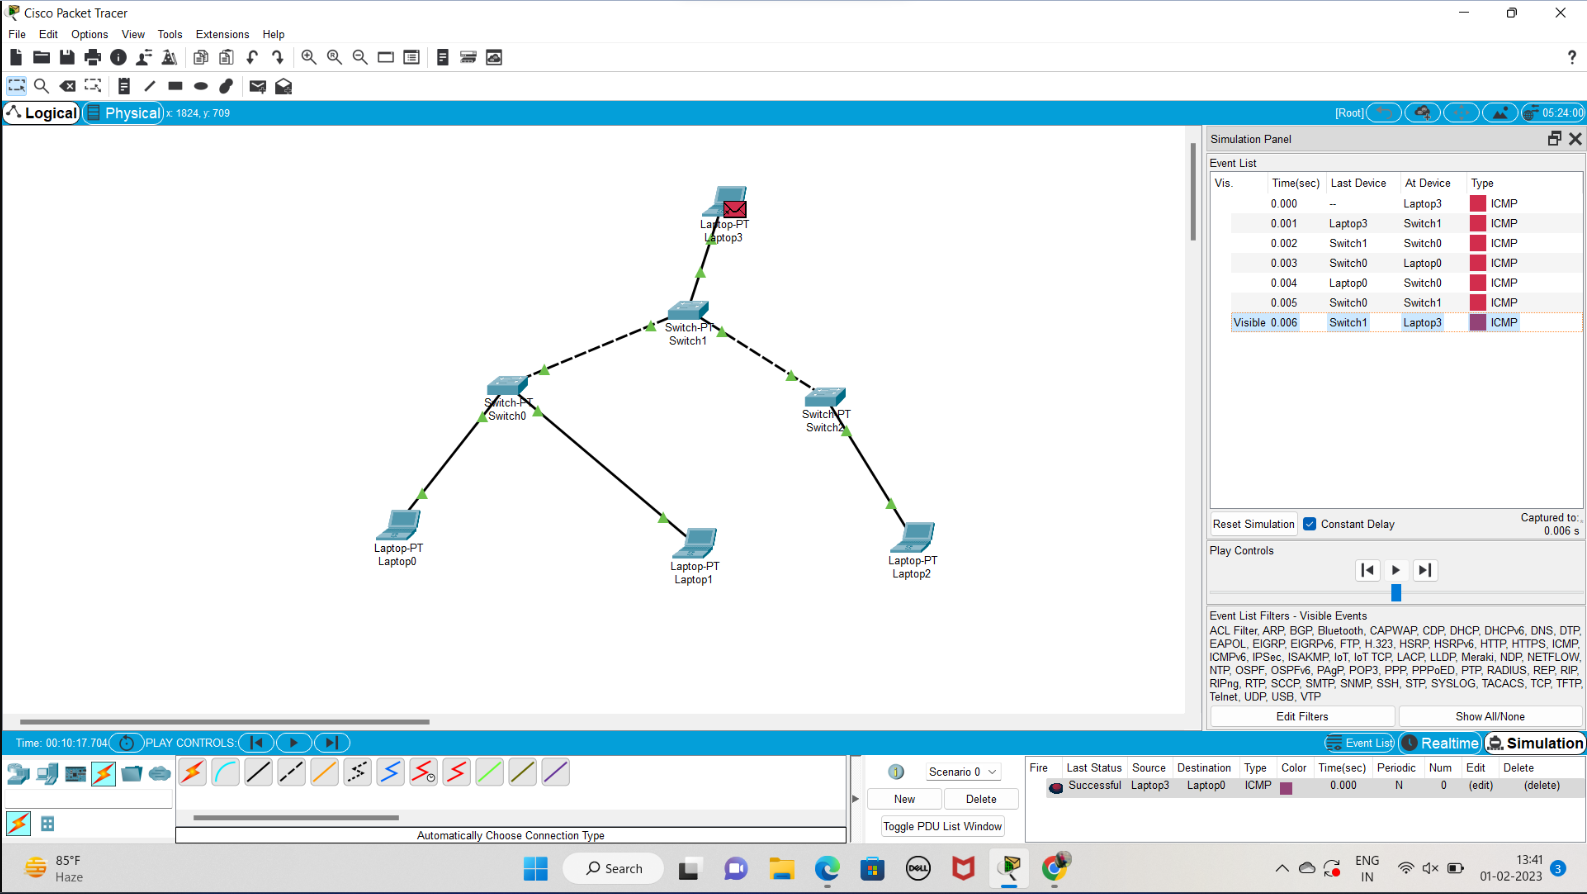 Cisco Packet Tracer
File Edit Options View Tools Extensions Help
?
Logical Physical x: 1824, y: 709
[Root] 05:24:00
Simulation Panel
Event List
Vis. Time(sec) Last Device At Device Type
0.000 -- Laptop3 ICMP
0.001 Laptop3 Switch1 ICMP
0.002 Switch1 Switch0 ICMP
0.003 Switch0 Laptop0 ICMP
0.004 Laptop0 Switch0 ICMP
0.005 Switch0 Switch1 ICMP
Visible 0.006 Switch1 Laptop3 ICMP
Laptop-PT
Laptop3
Switch-PT
Switch1
Switch-PT
Switch0
Switch-PT
Switch2
Laptop-PT
Laptop0
Laptop-PT
Laptop1
Laptop-PT
Laptop2
Reset Simulation Constant Delay Captured to:
0.006 s
Play Controls
Event List Filters - Visible Events
ACL Filter, ARP, BGP, Bluetooth, CAPWAP, CDP, DHCP, DHCPv6, DNS, DTP,
EAPOL, EIGRP, EIGRPv6, FTP, H.323, HSRP, HSRPv6, HTTP, HTTPS, ICMP,
ICMPv6, IPSec, ISAKMP, IoT, IoT TCP, LACP, LLDP, Meraki, NDP, NETFLOW,
NTP, OSPF, OSPFv6, PAgP, POP3, PPP, PPPoED, PTP, RADIUS, REP, RIP,
RIPng, RTP, SCCP, SMTP, SNMP, SSH, STP, SYSLOG, TACACS, TCP, TFTP,
Telnet, UDP, USB, VTP
Edit Filters Show All/None
Time: 00:10:17.704 PLAY CONTROLS: Event List Realtime Simulation
Scenario 0
New Delete
Toggle PDU List Window
Fire Last Status Source Destination Type Color Time(sec) Periodic Num Edit Delete
Successful Laptop3 Laptop0 ICMP 0.000 N 0 (edit) (delete)
Automatically Choose Connection Type
85°F
Haze
Search
DELL
ENG
IN
13:41
01-02-2023
3